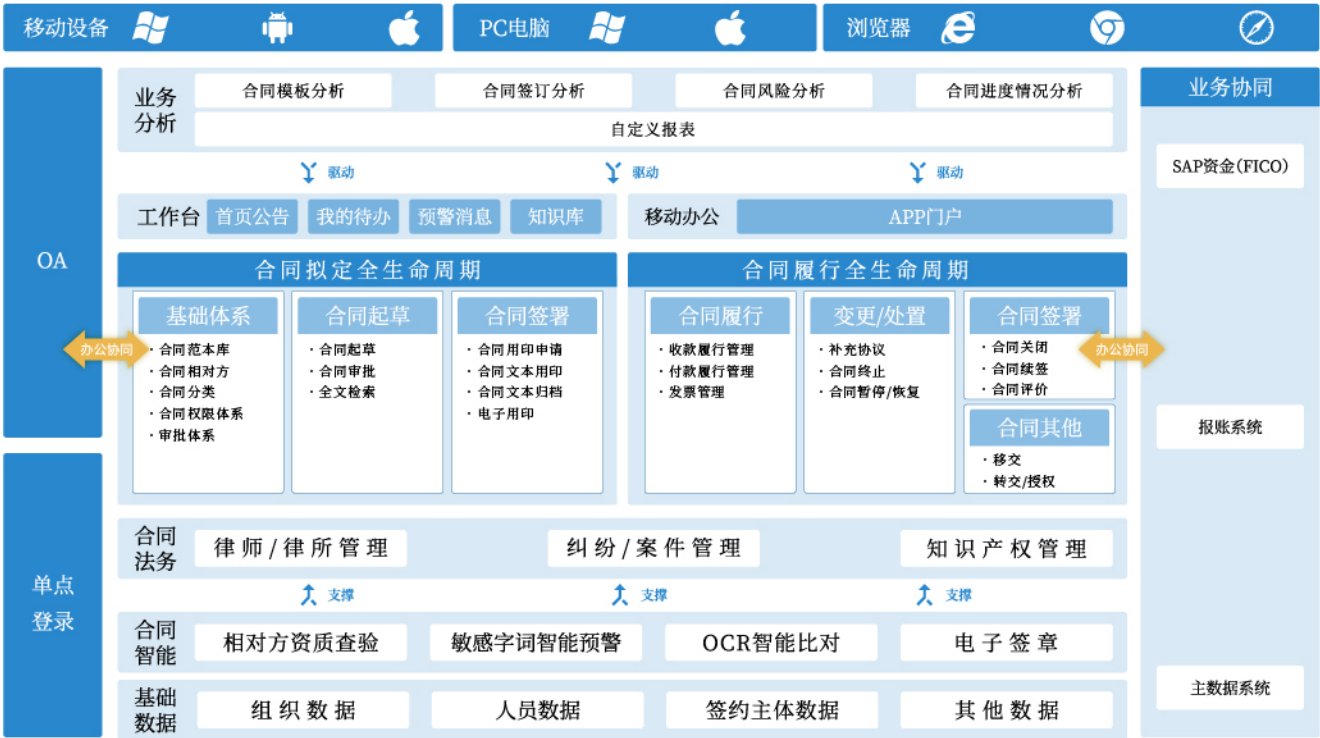 移动设备
PC电脑
浏览器
OA
单点
登录
业务
分析
合同模板分析
合同签订分析
合同风险分析
合同进度情况分析
自定义报表
驱动
驱动
驱动
工作台
首页公告
我的待办
预警消息
知识库
移动办公
APP门户
合同拟定全生命周期
基础体系
· 合同范本库
· 合同相对方
· 合同分类
· 合同权限体系
· 审批体系
合同起草
· 合同起草
· 合同审批
· 全文检索
合同签署
· 合同用印申请
· 合同文本用印
· 合同文本归档
· 电子用印
合同履行全生命周期
合同履行
· 收款履行管理
· 付款履行管理
· 发票管理
变更/处置
· 补充协议
· 合同终止
· 合同暂停/恢复
合同签署
· 合同关闭
· 合同续签
· 合同评价
合同其他
· 移交
· 转交/授权
办公协同
办公协同
合同
法务
律师/律所管理
纠纷/案件管理
知识产权管理
支撑
支撑
支撑
合同
智能
相对方资质查验
敏感字词智能预警
OCR智能比对
电子签章
基础
数据
组织数据
人员数据
签约主体数据
其他数据
业务协同
SAP资金(FICO)
报账系统
主数据系统